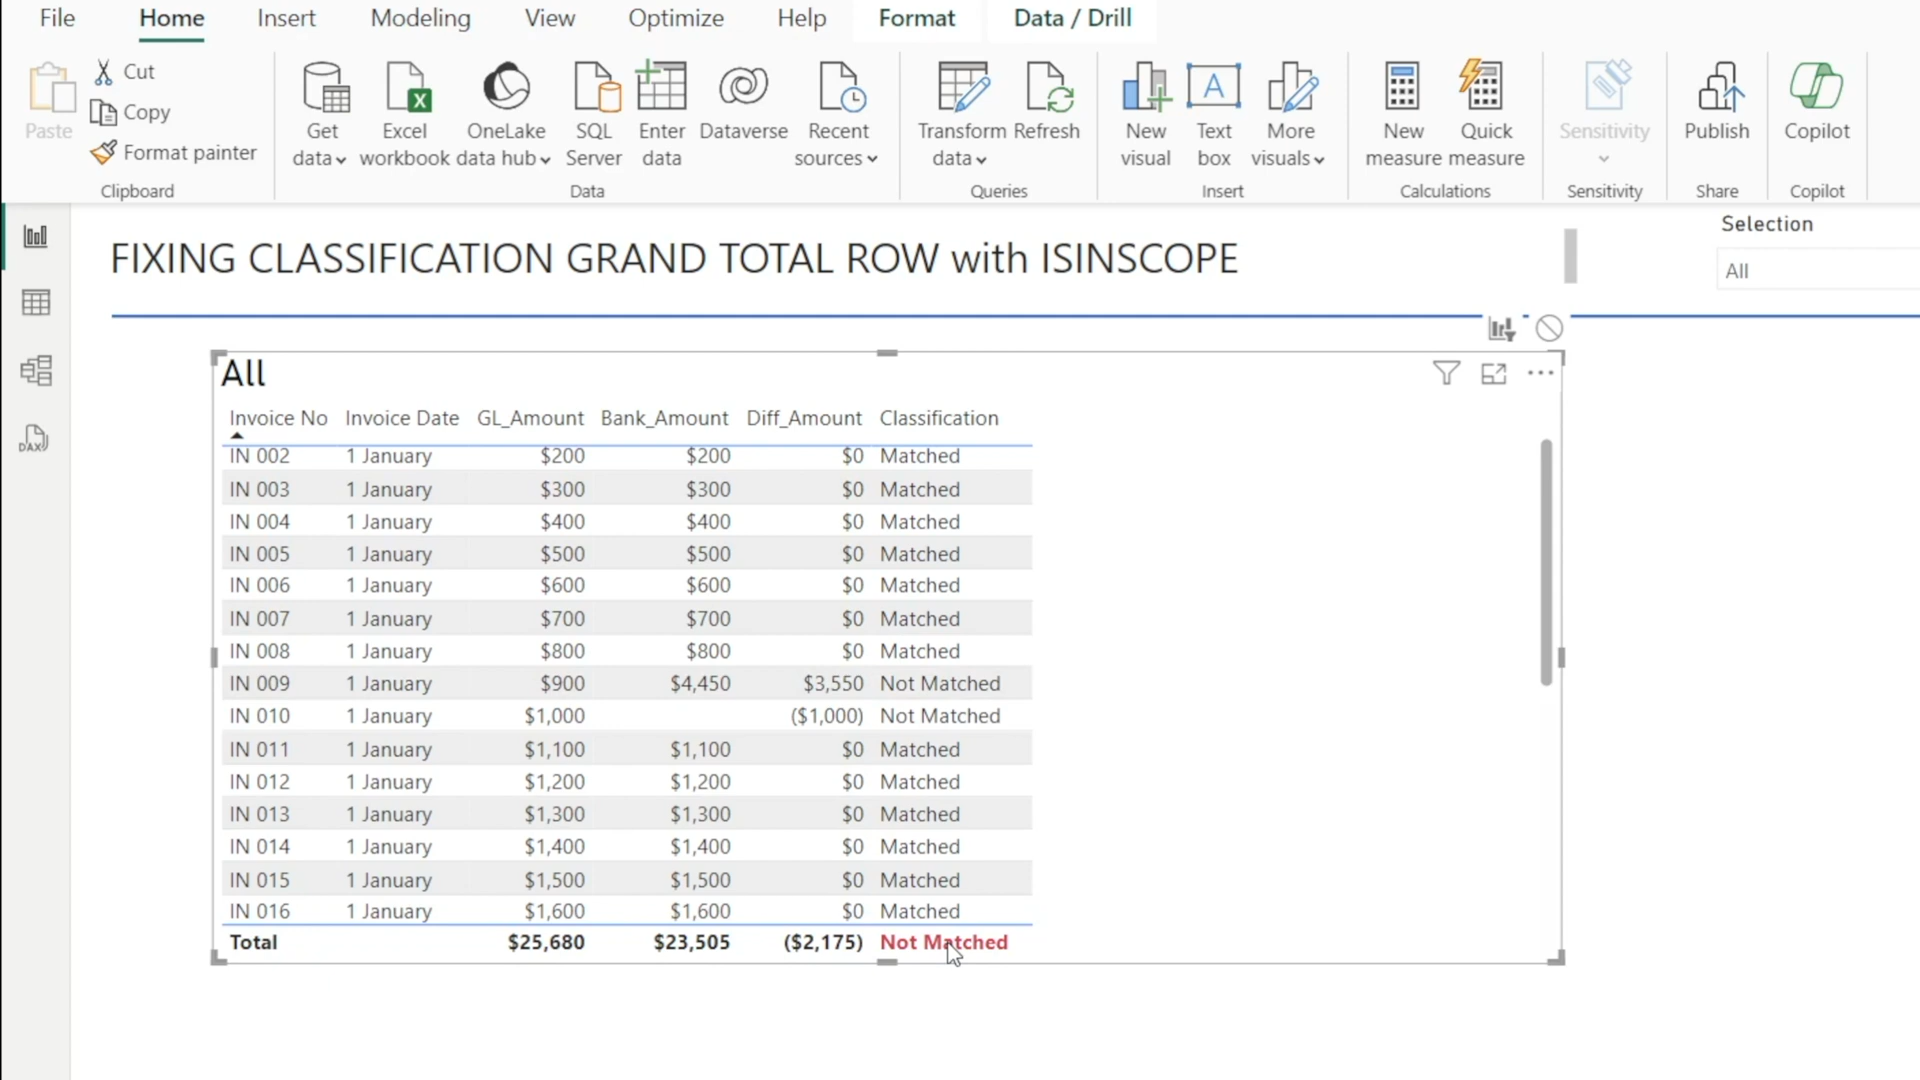 File Home Insert Modeling View Optimize Help Format Data / Drill
Paste
Cut
Copy
Format painter
Clipboard
Get data
Excel workbook
OneLake data hub
SQL Server
Enter data
Dataverse
Recent sources
Data
Transform data
Refresh
Queries
New visual
A
Text box
More visuals
Insert
New measure
Quick measure
Calculations
Sensitivity
Sensitivity
Publish
Share
Copilot
Copilot
DAX
FIXING CLASSIFICATION GRAND TOTAL ROW with ISINSCOPE
Selection
All
All
Invoice No Invoice Date GL_Amount Bank_Amount Diff_Amount Classification
IN 002 1 January $200 $200 $0 Matched
IN 003 1 January $300 $300 $0 Matched
IN 004 1 January $400 $400 $0 Matched
IN 005 1 January $500 $500 $0 Matched
IN 006 1 January $600 $600 $0 Matched
IN 007 1 January $700 $700 $0 Matched
IN 008 1 January $800 $800 $0 Matched
IN 009 1 January $900 $4,450 $3,550 Not Matched
IN 010 1 January $1,000 ($1,000) Not Matched
IN 011 1 January $1,100 $1,100 $0 Matched
IN 012 1 January $1,200 $1,200 $0 Matched
IN 013 1 January $1,300 $1,300 $0 Matched
IN 014 1 January $1,400 $1,400 $0 Matched
IN 015 1 January $1,500 $1,500 $0 Matched
IN 016 1 January $1,600 $1,600 $0 Matched
Total $25,680 $23,505 ($2,175) Not Matched